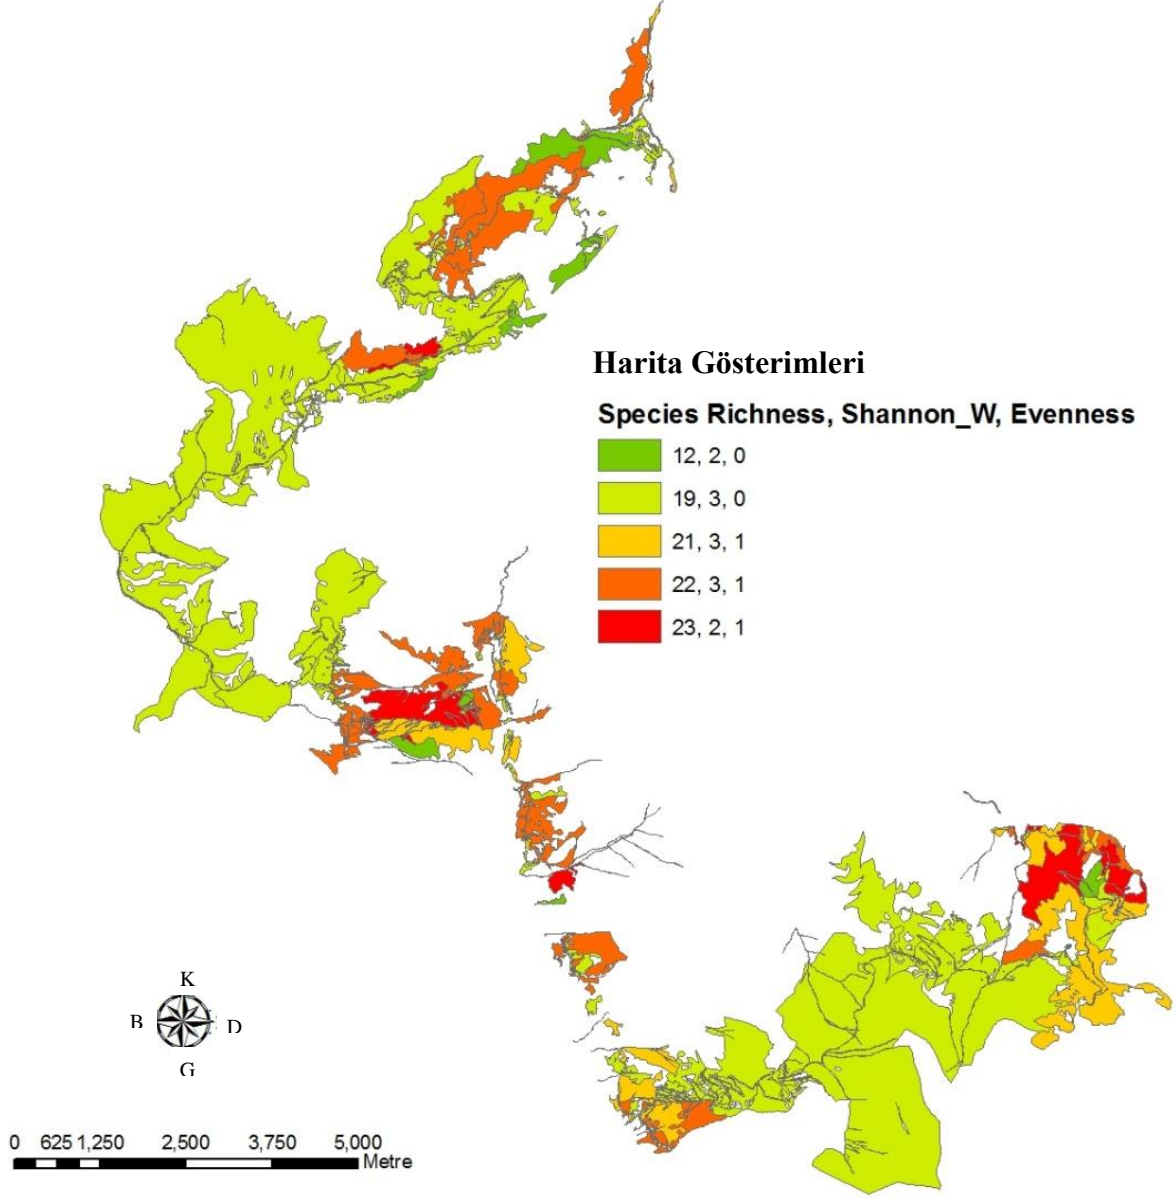 Harita Gösterimleri
Species Richness, Shannon_W, Evenness
12, 2, 0
19, 3, 0
21, 3, 1
22, 3, 1
23, 2, 1
K
B D
G
0 625 1,250 2,500 3,750 5,000
Metre